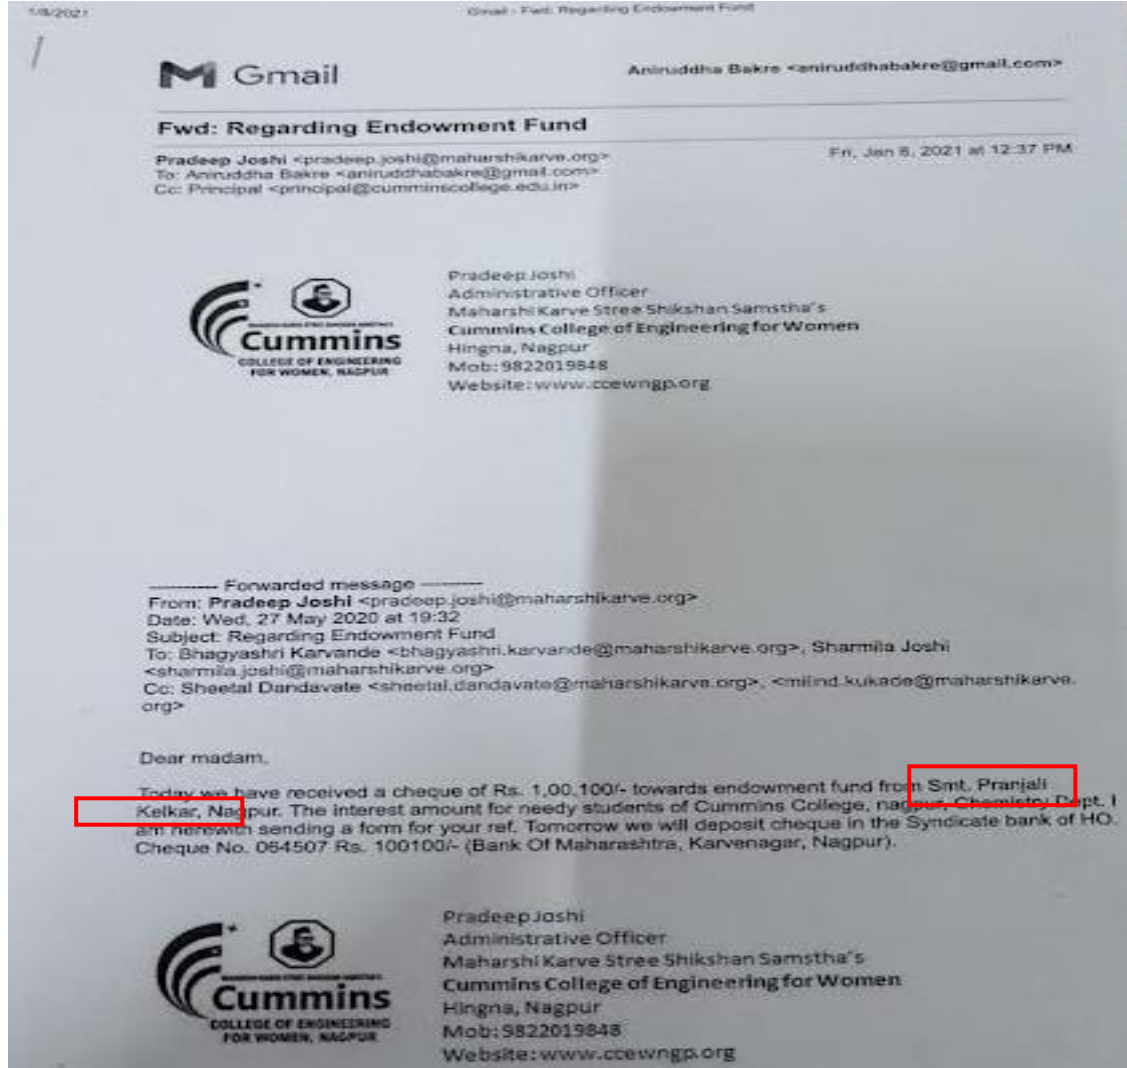 1/8/2021
Gmail - Fwd: Regarding Endowment Fund
Gmail
Aniruddha Bakre <aniruddhabakre@gmail.com>
Fwd: Regarding Endowment Fund
Pradeep Joshi <pradeep.joshi@maharshikarve.org>
Fri, Jan 8, 2021 at 12:37 PM
To: Aniruddha Bakre <aniruddhabakre@gmail.com>
Cc: Principal <principal@cumminscollege.edu.in>
Cummins
COLLEGE OF ENGINEERING
FOR WOMEN, NAGPUR
Pradeep Joshi
Administrative Officer
Maharshi Karve Stree Shikshan Samstha's
Cummins College of Engineering for Women
Hingna, Nagpur
Mob: 9822019848
Website: www.ccewngp.org
---------- Forwarded message ---------
From: Pradeep Joshi <pradeep.joshi@maharshikarve.org>
Date: Wed, 27 May 2020 at 19:32
Subject: Regarding Endowment Fund
To: Bhagyashri Karvande <bhagyashri.karvande@maharshikarve.org>, Sharmila Joshi
<sharmila.joshi@maharshikarve.org>
Cc: Sheetal Dandavate <sheetal.dandavate@maharshikarve.org>, <milind.kukade@maharshikarve.
org>
Dear madam,
Today we have received a cheque of Rs. 1,00,100/- towards endowment fund from Smt. Pranjali
Kelkar, Nagpur. The interest amount for needy students of Cummins College, nagpur, Chemistry Dept. I
am herewith sending a form for your ref. Tomorrow we will deposit cheque in the Syndicate bank of HO.
Cheque No. 064507 Rs. 100100/- (Bank Of Maharashtra, Karvenagar, Nagpur).
Cummins
COLLEGE OF ENGINEERING
FOR WOMEN, NAGPUR
Pradeep Joshi
Administrative Officer
Maharshi Karve Stree Shikshan Samstha's
Cummins College of Engineering for Women
Hingna, Nagpur
Mob: 9822019848
Website: www.ccewngp.org